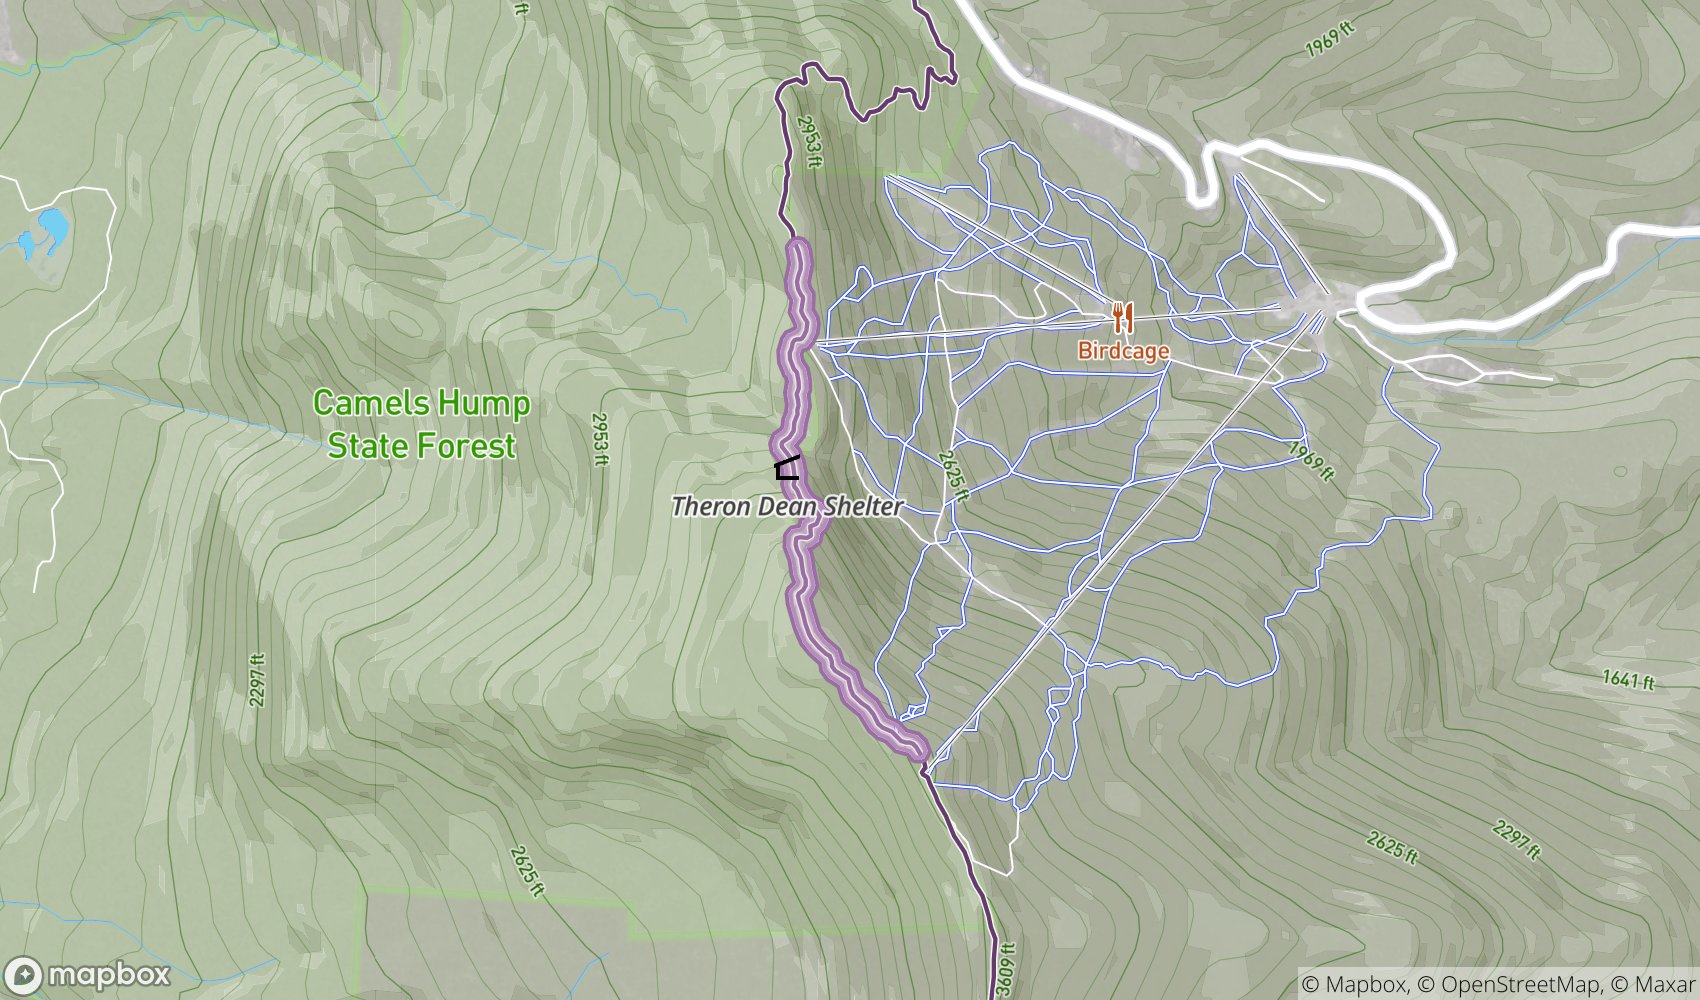 ft
1969 ft
2953 ft
Birdcage
Camels Hump
State Forest
2953 ft
2625 ft
1969 ft
Theron Dean Shelter
2297 ft
1641 ft
2625 ft
2625 ft
2297 ft
3609 ft
mapbox
© Mapbox, © OpenStreetMap, © Maxar